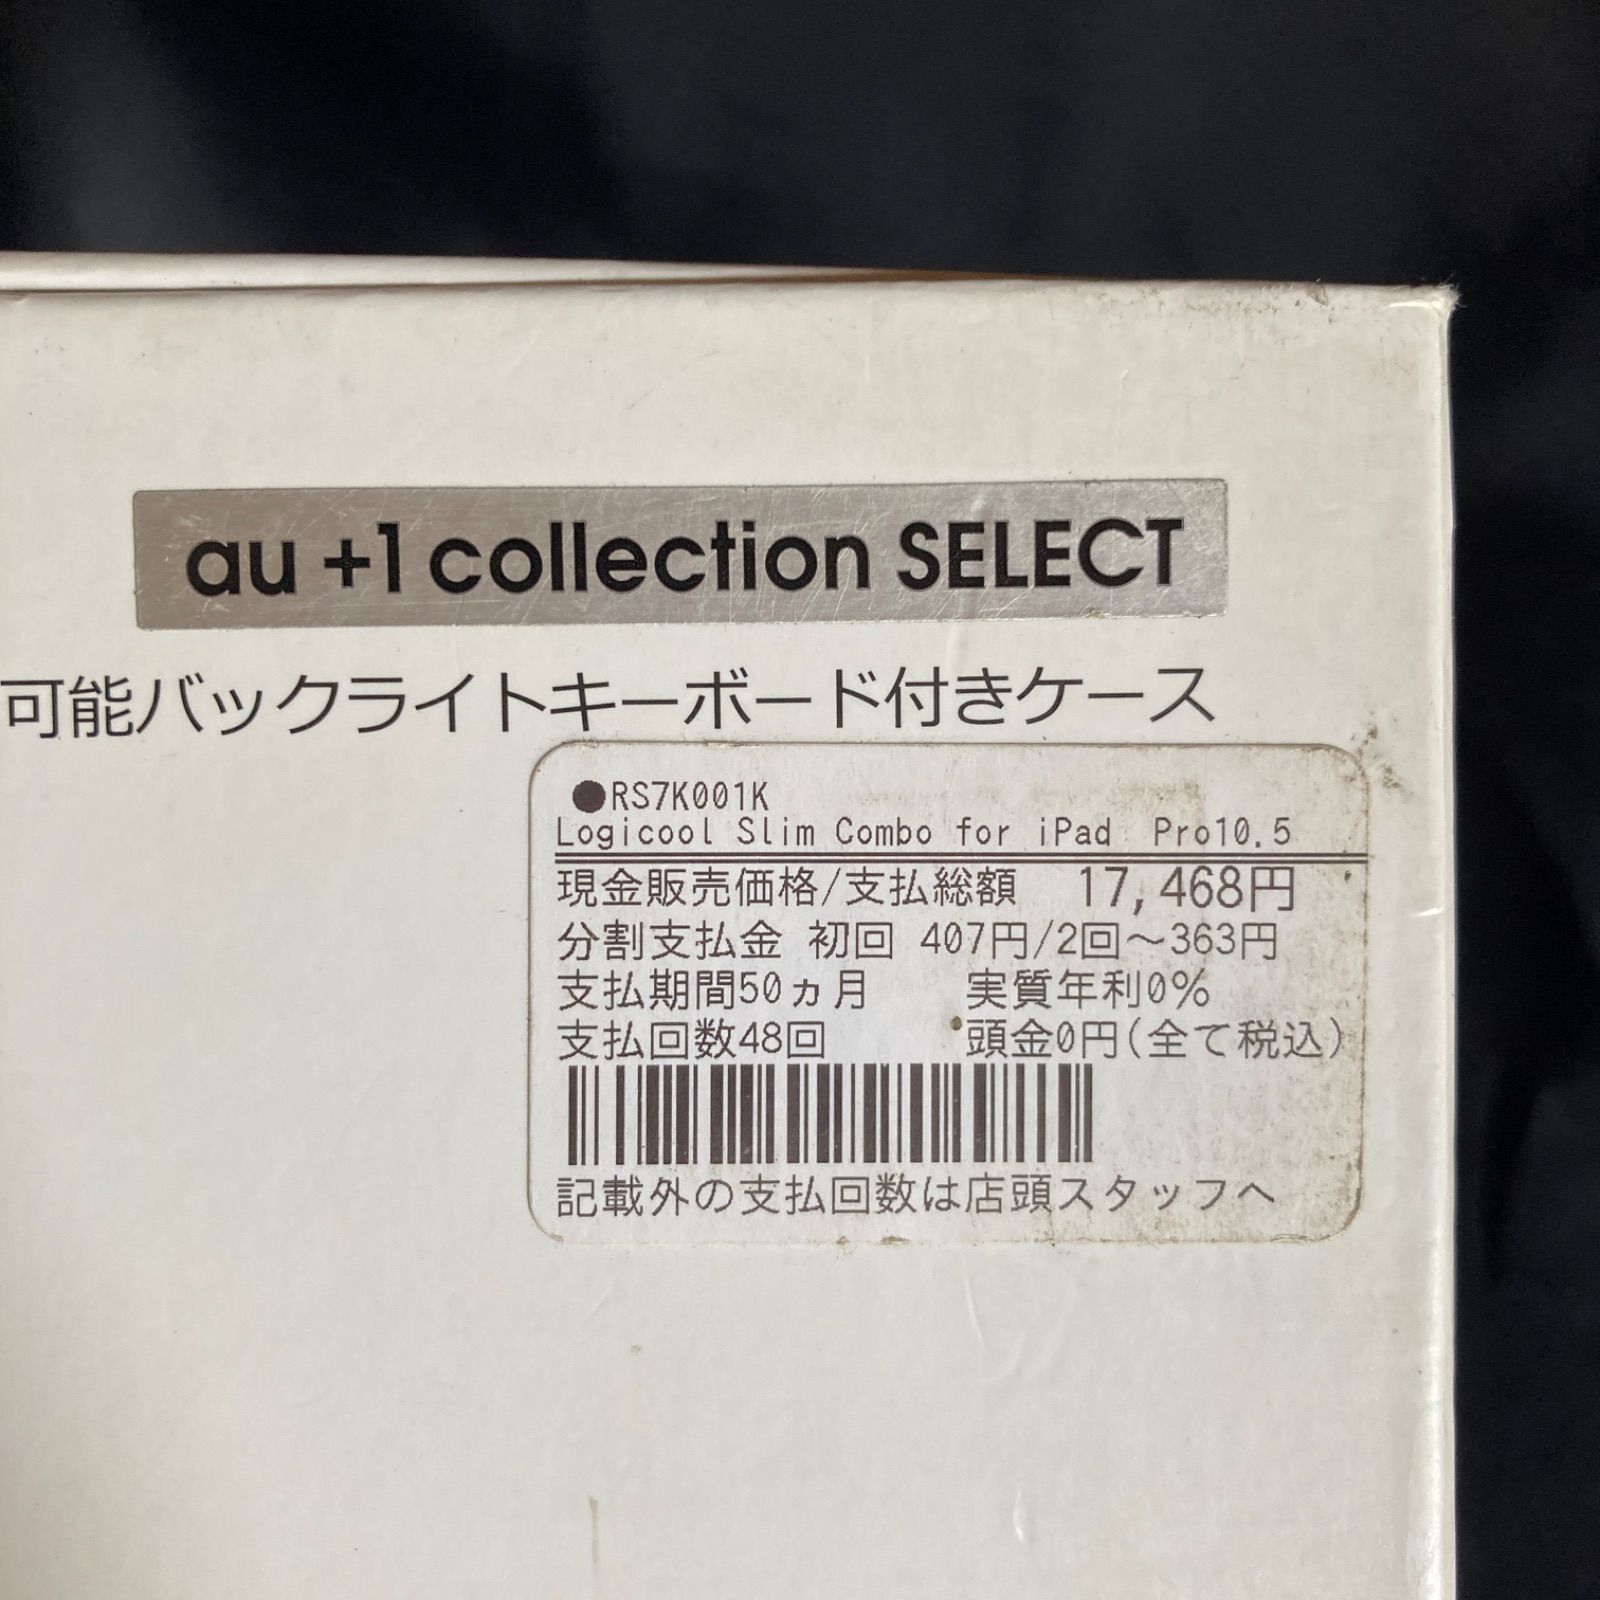 au +1 collection SELECT
可能バックライトキーボード付きケース
●RS7K001K
Logicool Slim Combo for iPad Pro10.5
現金販売価格/支払総額 17,468円
分割支払金 初回 407円/2回～363円
支払期間50ヵ月 実質年利0%
支払回数48回 頭金0円(全て税込)
記載外の支払回数は店頭スタッフへ